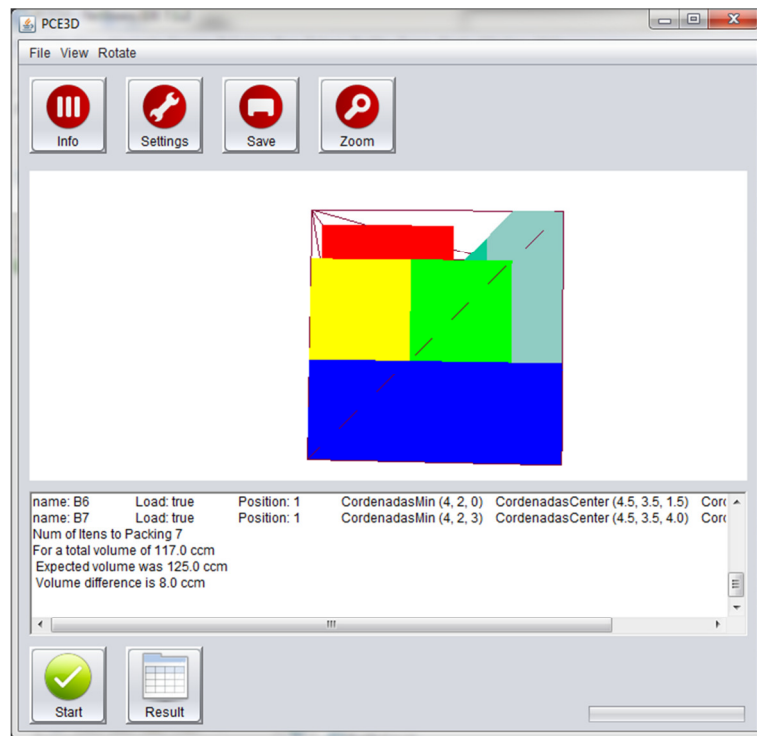 PCE3D
File View Rotate
Info Settings Save Zoom
name: B6 Load: true Position: 1 CordenadasMin (4, 2, 0) CordenadasCenter (4.5, 3.5, 1.5) Cord
name: B7 Load: true Position: 1 CordenadasMin (4, 2, 3) CordenadasCenter (4.5, 3.5, 4.0) Cord
Num of Itens to Packing 7
For a total volume of 117.0 ccm
Expected volume was 125.0 ccm
Volume difference is 8.0 ccm
Start Result